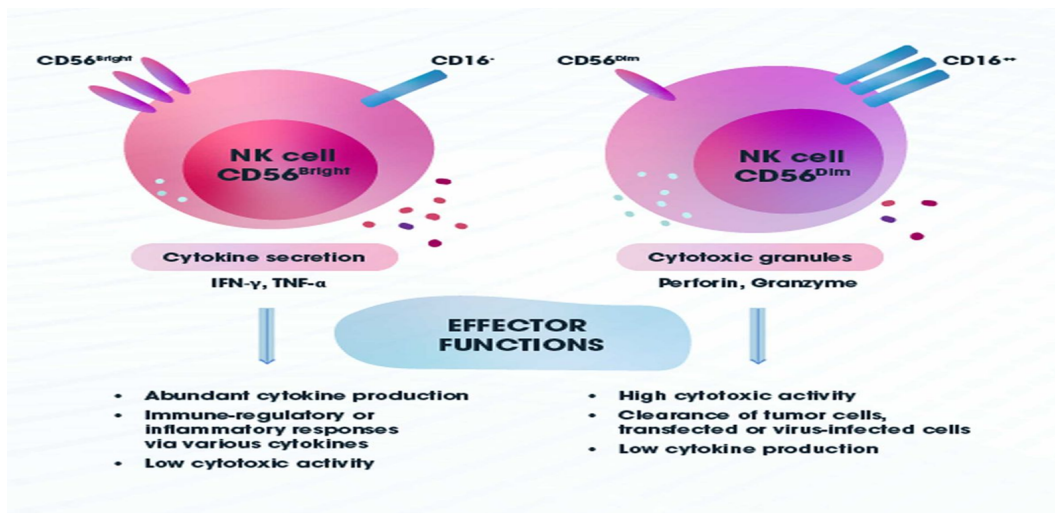 CD56Bright
CD16-
CD56Dim
CD16++
NK cell
CD56Bright
NK cell
CD56Dim
Cytokine secretion
Cytotoxic granules
IFN-γ, TNF-α
Perforin, Granzyme
EFFECTOR
FUNCTIONS
• Abundant cytokine production
• Immune-regulatory or
inflammatory responses
via various cytokines
• Low cytotoxic activity
• High cytotoxic activity
• Clearance of tumor cells,
transfected or virus-infected cells
• Low cytokine production